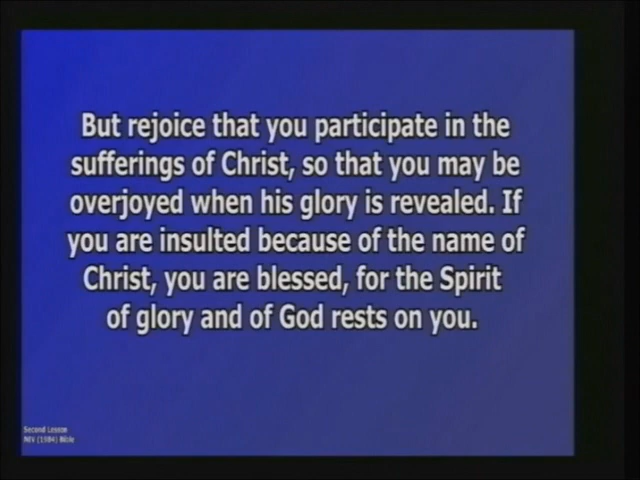 But rejoice that you participate in the
sufferings of Christ, so that you may be
overjoyed when his glory is revealed. If
you are insulted because of the name of
Christ, you are blessed, for the Spirit
of glory and of God rests on you.
Second Lesson
NIV (1984) Bible